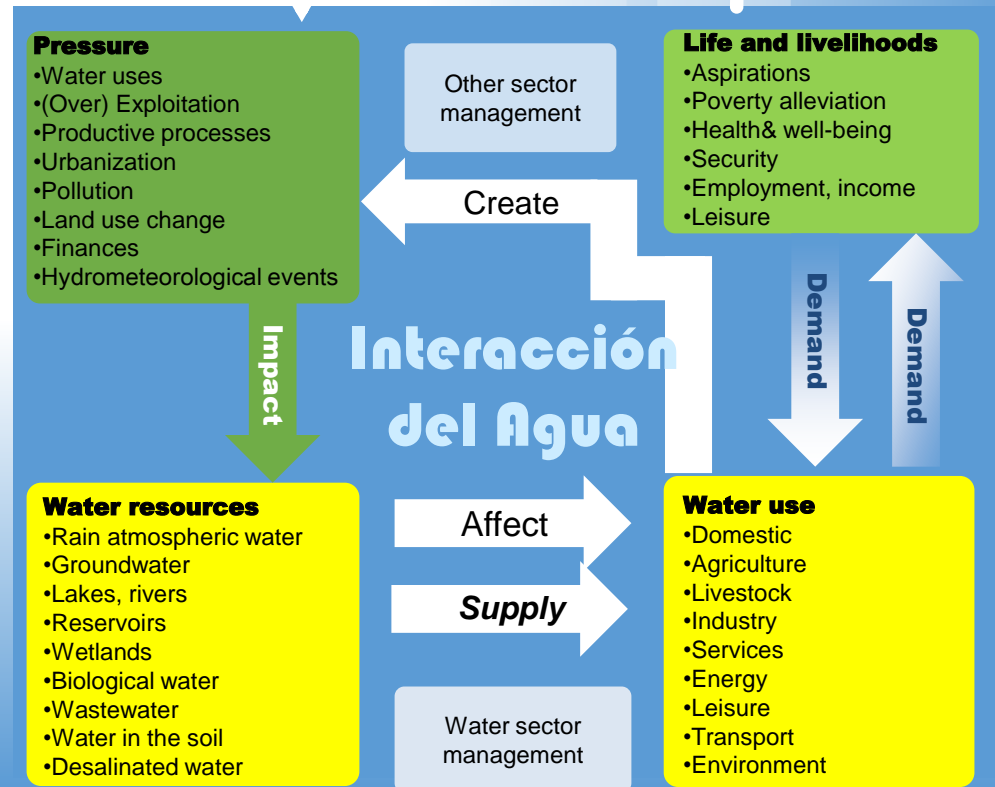 Pressure
•Water uses
•(Over) Exploitation
•Productive processes
•Urbanization
•Pollution
•Land use change
•Finances
•Hydrometeorological events
Other sector
management
Life and livelihoods
•Aspirations
•Poverty alleviation
•Health& well-being
•Security
•Employment, income
•Leisure
Create
Impact
Interacción
del Agua
Demand
Demand
Water resources
•Rain atmospheric water
•Groundwater
•Lakes, rivers
•Reservoirs
•Wetlands
•Biological water
•Wastewater
•Water in the soil
•Desalinated water
Affect
Supply
Water sector
management
Water use
•Domestic
•Agriculture
•Livestock
•Industry
•Services
•Energy
•Leisure
•Transport
•Environment